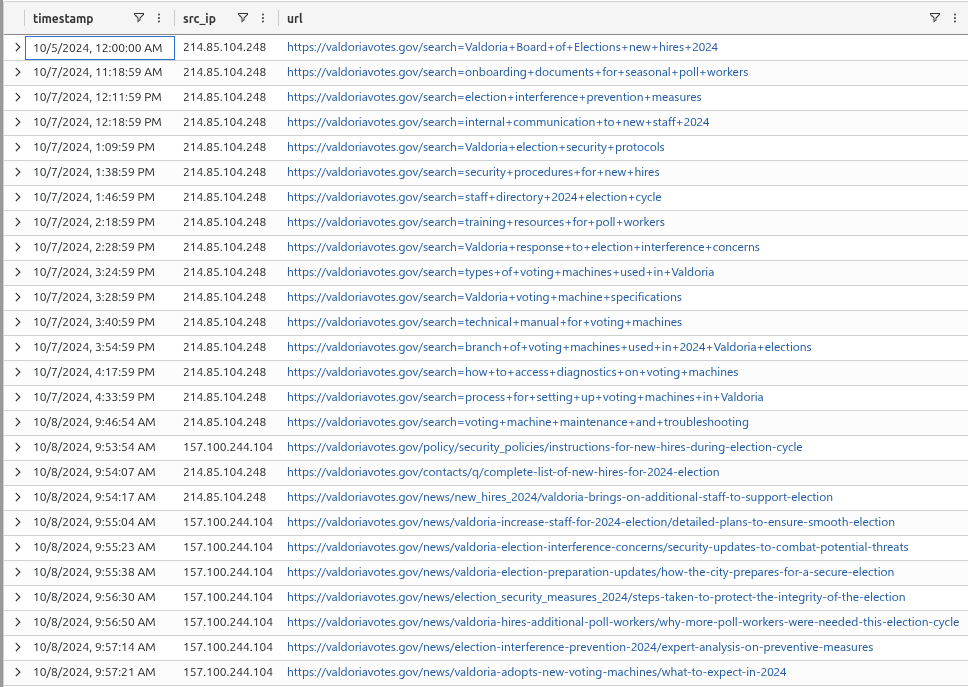 timestamp src_ip url
10/5/2024, 12:00:00 AM 214.85.104.248 https://valdoriavotes.gov/search=Valdoria+Board+of+Elections+new+hires+2024
10/7/2024, 11:18:59 AM 214.85.104.248 https://valdoriavotes.gov/search=onboarding+documents+for+seasonal+poll+workers
10/7/2024, 12:11:59 PM 214.85.104.248 https://valdoriavotes.gov/search=election+interference+prevention+measures
10/7/2024, 12:18:59 PM 214.85.104.248 https://valdoriavotes.gov/search=internal+communication+to+new+staff+2024
10/7/2024, 1:09:59 PM 214.85.104.248 https://valdoriavotes.gov/search=Valdoria+election+security+protocols
10/7/2024, 1:38:59 PM 214.85.104.248 https://valdoriavotes.gov/search=security+procedures+for+new+hires
10/7/2024, 1:46:59 PM 214.85.104.248 https://valdoriavotes.gov/search=staff+directory+2024+election+cycle
10/7/2024, 2:18:59 PM 214.85.104.248 https://valdoriavotes.gov/search=training+resources+for+poll+workers
10/7/2024, 2:28:59 PM 214.85.104.248 https://valdoriavotes.gov/search=Valdoria+response+to+election+interference+concerns
10/7/2024, 3:24:59 PM 214.85.104.248 https://valdoriavotes.gov/search=types+of+voting+machines+used+in+Valdoria
10/7/2024, 3:28:59 PM 214.85.104.248 https://valdoriavotes.gov/search=Valdoria+voting+machine+specifications
10/7/2024, 3:40:59 PM 214.85.104.248 https://valdoriavotes.gov/search=technical+manual+for+voting+machines
10/7/2024, 3:54:59 PM 214.85.104.248 https://valdoriavotes.gov/search=branch+of+voting+machines+used+in+2024+Valdoria+elections
10/7/2024, 4:17:59 PM 214.85.104.248 https://valdoriavotes.gov/search=how+to+access+diagnostics+on+voting+machines
10/7/2024, 4:33:59 PM 214.85.104.248 https://valdoriavotes.gov/search=process+for+setting+up+voting+machines+in+Valdoria
10/8/2024, 9:46:54 AM 214.85.104.248 https://valdoriavotes.gov/search=voting+machine+maintenance+and+troubleshooting
10/8/2024, 9:53:54 AM 157.100.244.104 https://valdoriavotes.gov/policy/security_policies/instructions-for-new-hires-during-election-cycle
10/8/2024, 9:54:07 AM 214.85.104.248 https://valdoriavotes.gov/contacts/q/complete-list-of-new-hires-for-2024-election
10/8/2024, 9:54:17 AM 214.85.104.248 https://valdoriavotes.gov/news/new_hires_2024/valdoria-brings-on-additional-staff-to-support-election
10/8/2024, 9:55:04 AM 157.100.244.104 https://valdoriavotes.gov/news/valdoria-increase-staff-for-2024-election/detailed-plans-to-ensure-smooth-election
10/8/2024, 9:55:23 AM 157.100.244.104 https://valdoriavotes.gov/news/valdoria-election-interference-concerns/security-updates-to-combat-potential-threats
10/8/2024, 9:55:38 AM 157.100.244.104 https://valdoriavotes.gov/news/valdoria-election-preparation-updates/how-the-city-prepares-for-a-secure-election
10/8/2024, 9:56:30 AM 157.100.244.104 https://valdoriavotes.gov/news/election_security_measures_2024/steps-taken-to-protect-the-integrity-of-the-election
10/8/2024, 9:56:50 AM 157.100.244.104 https://valdoriavotes.gov/news/valdoria-hires-additional-poll-workers/why-more-poll-workers-were-needed-this-election-cycle
10/8/2024, 9:57:14 AM 157.100.244.104 https://valdoriavotes.gov/news/election-interference-prevention-2024/expert-analysis-on-preventive-measures
10/8/2024, 9:57:21 AM 157.100.244.104 https://valdoriavotes.gov/news/valdoria-adopts-new-voting-machines/what-to-expect-in-2024